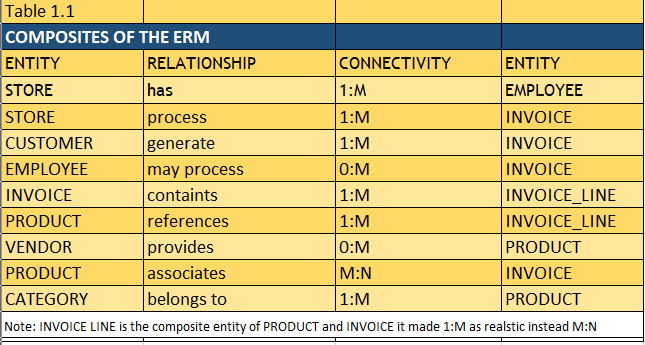 Table 1.1
COMPOSITES OF THE ERM
ENTITY RELATIONSHIP CONNECTIVITY ENTITY
STORE has 1:M EMPLOYEE
STORE process 1:M INVOICE
CUSTOMER generate 1:M INVOICE
EMPLOYEE may process 0:M INVOICE
INVOICE containts 1:M INVOICE_LINE
PRODUCT references 1:M INVOICE_LINE
VENDOR provides 0:M PRODUCT
PRODUCT associates M:N INVOICE
CATEGORY belongs to 1:M PRODUCT
Note: INVOICE LINE is the composite entity of PRODUCT and INVOICE it made 1:M as realstic instead M:N